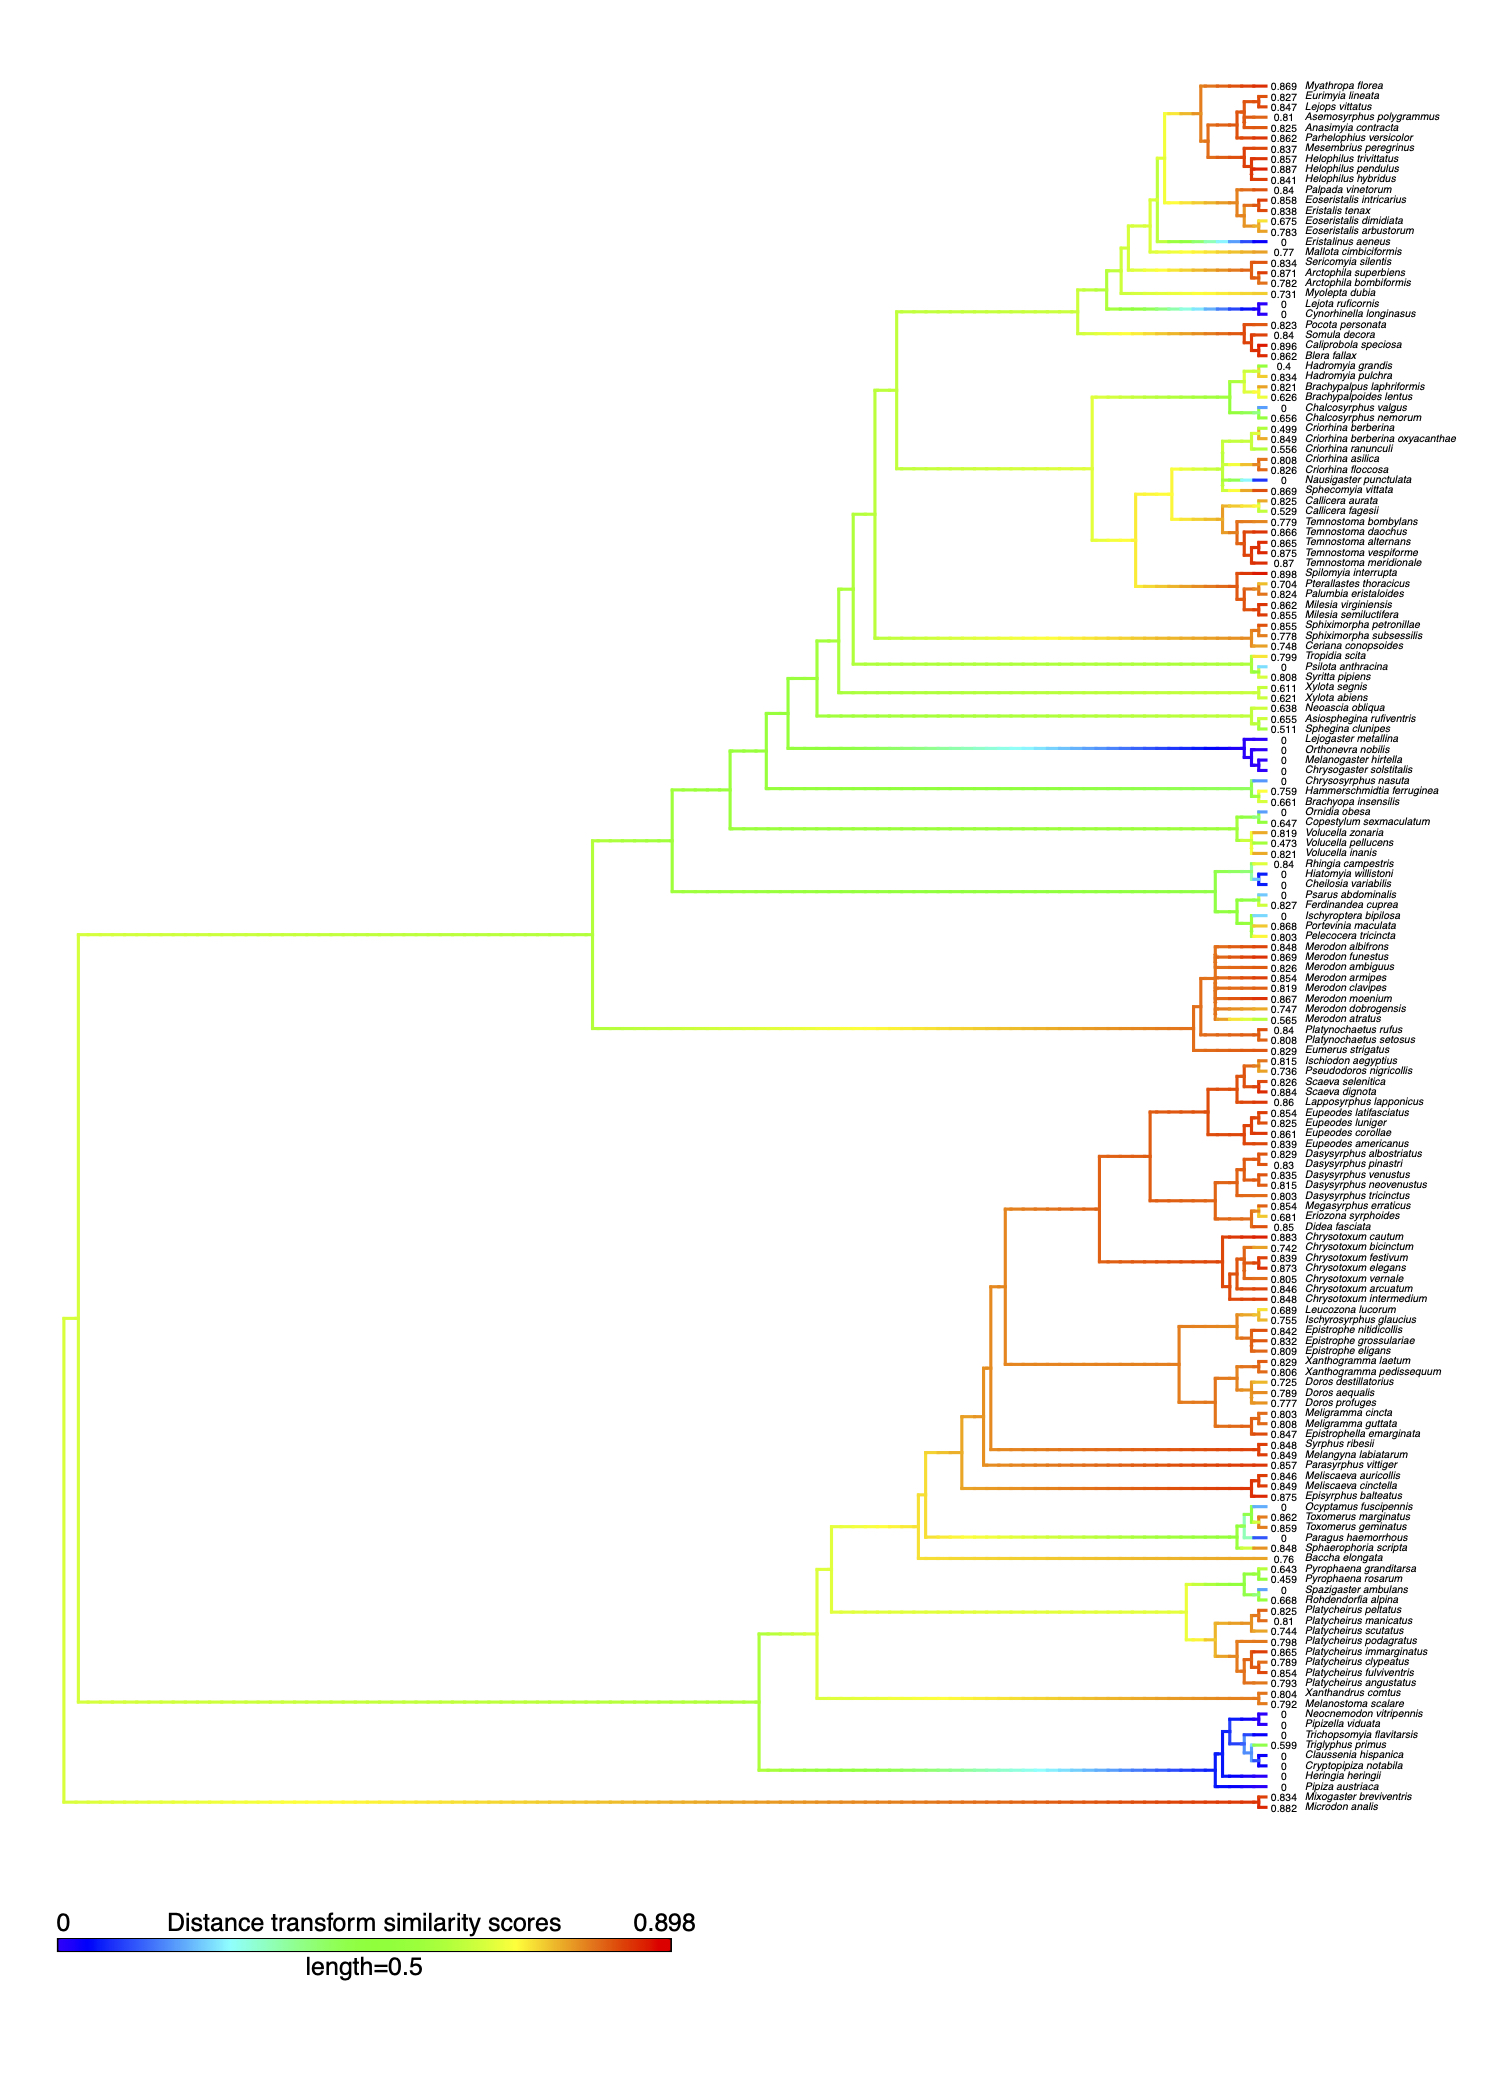 0.869 Myathropa florea
0.827 Eurimyia lineata
0.847 Lejops vittatus
0.81 Asemosyrphus polygrammus
0.825 Anasimyia contracta
0.862 Parhelophius versicolor
0.837 Mesembrius peregrinus
0.857 Helophilus trivittatus
0.887 Helophilus pendulus
0.841 Helophilus hybridus
0.84 Palpada vinetorum
0.858 Eoseristalis intricarius
0.838 Eristalis tenax
0.675 Eoseristalis dimidiata
0.783 Eoseristalis arbustorum
0 Eristalinus aeneus
0.77 Mallota cimbiciformis
0.834 Sericomyia silentis
0.871 Arctophila superbiens
0.782 Arctophila bombiformis
0.731 Myolepta dubia
0 Lejota ruficornis
0 Cynorhinella longinasus
0.823 Pocota personata
0.84 Somula decora
0.896 Caliprobola speciosa
0.862 Blera fallax
0.4 Hadromyia grandis
0.834 Hadromyia pulchra
0.821 Brachypalpus laphriformis
0.626 Brachypalpoides lentus
0 Chalcosyrphus valgus
0.656 Chalcosyrphus nemorum
0.499 Criorhina berberina
0.849 Criorhina berberina oxyacanthae
0.556 Criorhina ranunculi
0.808 Criorhina asilica
0.826 Criorhina floccosa
0 Nausigaster punctulata
0.869 Sphecomyia vittata
0.825 Callicera aurata
0.529 Callicera fagesii
0.779 Temnostoma bombylans
0.866 Temnostoma daochus
0.865 Temnostoma alternans
0.875 Temnostoma vespiforme
0.87 Temnostoma meridionale
0.898 Spilomyia interrupta
0.704 Pterallastes thoracicus
0.824 Palumbia eristaloides
0.862 Milesia virginiensis
0.855 Milesia semiluctifera
0.855 Sphiximorpha petronillae
0.778 Sphiximorpha subsessilis
0.748 Ceriana conopsoides
0.799 Tropidia scita
0 Psilota anthracina
0.808 Syritta pipiens
0.611 Xylota segnis
0.621 Xylota abiens
0.638 Neoascia obliqua
0.655 Asiosphegina rufiventris
0.511 Sphegina clunipes
0 Lejogaster metallina
0 Orthonevra nobilis
0 Melanogaster hirtella
0 Chrysogaster solstitalis
0 Chrysosyrphus nasuta
0.759 Hammerschmidtia ferruginea
0.661 Brachyopa insensilis
0 Ornidia obesa
0.647 Copestylum sexmaculatum
0.819 Volucella zonaria
0.473 Volucella pellucens
0.821 Volucella inanis
0.84 Rhingia campestris
0 Hiatomyia willistoni
0 Cheilosia variabilis
0 Psarus abdominalis
0.827 Ferdinandea cuprea
0 Ischyroptera bipilosa
0.868 Portevinia maculata
0.803 Pelecocera tricincta
0.848 Merodon albifrons
0.869 Merodon funestus
0.826 Merodon ambiguus
0.854 Merodon armipes
0.819 Merodon clavipes
0.867 Merodon moenium
0.747 Merodon dobrogensis
0.565 Merodon atratus
0.84 Platynochaetus rufus
0.808 Platynochaetus setosus
0.829 Eumerus strigatus
0.815 Ischiodon aegyptius
0.736 Pseudodoros nigricollis
0.826 Scaeva selenitica
0.884 Scaeva dignota
0.86 Lapposyrphus lapponicus
0.854 Eupeodes latifasciatus
0.825 Eupeodes luniger
0.861 Eupeodes corollae
0.839 Eupeodes americanus
0.829 Dasysyrphus albostriatus
0.83 Dasysyrphus pinastri
0.835 Dasysyrphus venustus
0.815 Dasysyrphus neovenustus
0.803 Dasysyrphus tricinctus
0.854 Megasyrphus erraticus
0.681 Eriozona syrphoides
0.85 Didea fasciata
0.883 Chrysotoxum cautum
0.742 Chrysotoxum bicinctum
0.839 Chrysotoxum festivum
0.873 Chrysotoxum elegans
0.805 Chrysotoxum vernale
0.846 Chrysotoxum arcuatum
0.848 Chrysotoxum intermedium
0.689 Leucozona lucorum
0.755 Ischyrosyrphus glaucius
0.842 Epistrophe nitidicollis
0.832 Epistrophe grossulariae
0.809 Epistrophe eligans
0.829 Xanthogramma laetum
0.806 Xanthogramma pedissequum
0.725 Doros destillatorius
0.789 Doros aequalis
0.777 Doros profuges
0.803 Meligramma cincta
0.808 Meligramma guttata
0.847 Epistrophella emarginata
0.848 Syrphus ribesii
0.849 Melangyna labiatarum
0.857 Parasyrphus vittiger
0.846 Meliscaeva auricollis
0.849 Meliscaeva cinctella
0.875 Episyrphus balteatus
0 Ocyptamus fuscipennis
0.862 Toxomerus marginatus
0.859 Toxomerus geminatus
0 Paragus haemorrhous
0.848 Sphaerophoria scripta
0.76 Baccha elongata
0.643 Pyrophaena granditarsa
0.459 Pyrophaena rosarum
0 Spazigaster ambulans
0.668 Rohdendorfia alpina
0.825 Platycheirus peltatus
0.81 Platycheirus manicatus
0.744 Platycheirus scutatus
0.798 Platycheirus podagratus
0.865 Platycheirus immarginatus
0.789 Platycheirus clypeatus
0.854 Platycheirus fulviventris
0.793 Platycheirus angustatus
0.804 Xanthandrus comtus
0.792 Melanostoma scalare
0 Neocnemodon vitripennis
0 Pipizella viduata
0 Trichopsomyia flavitarsis
0.599 Triglyphus primus
0 Claussenia hispanica
0 Cryptopipiza notabila
0 Heringia heringii
0 Pipiza austriaca
0.834 Mixogaster breviventris
0.882 Microdon analis
0 Distance transform similarity scores 0.898
length=0.5